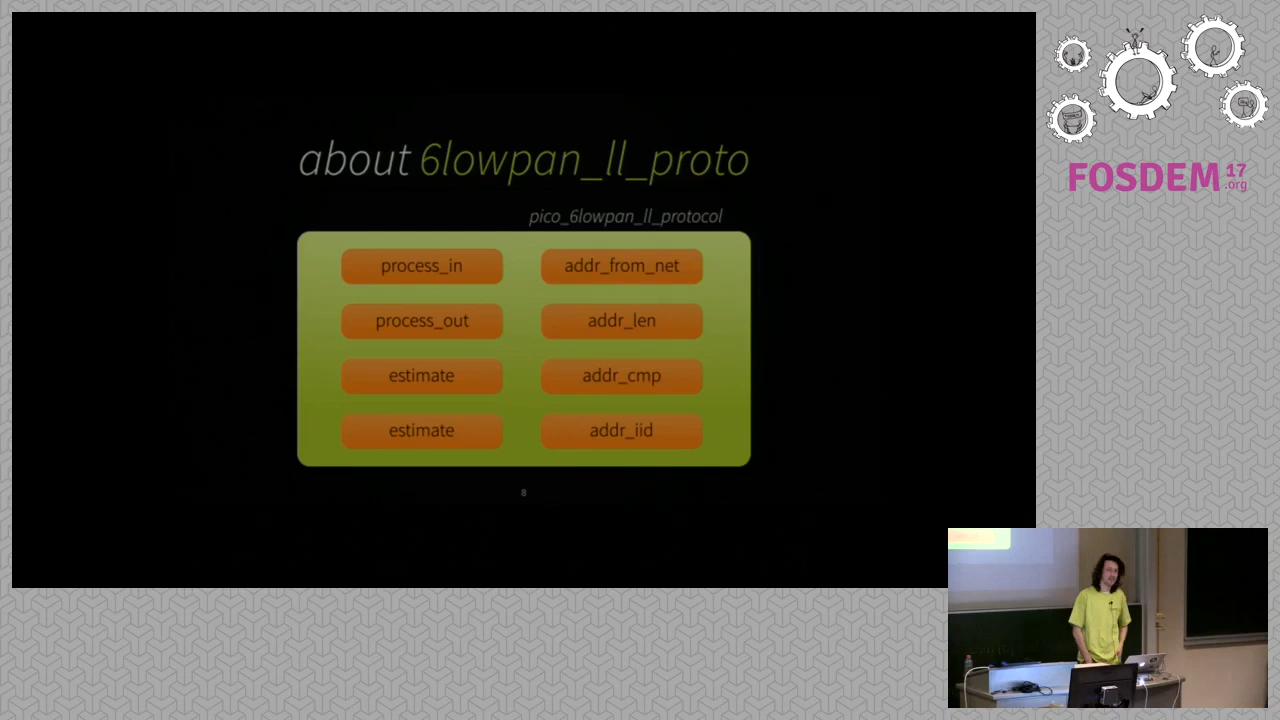 about 6lowpan_ll_proto
pico_6lowpan_ll_protocol
process_in
addr_from_net
process_out
addr_len
estimate
addr_cmp
estimate
addr_iid
8
FOSDEM 17
.org